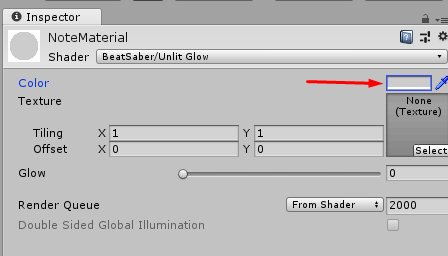 Inspector
NoteMaterial
Shader BeatSaber/Unlit Glow
Color
Texture
None
(Texture)
Tiling X 1 Y 1
Offset X 0 Y 0
Select
Glow 0
Render Queue From Shader 2000
Double Sided Global Illumination